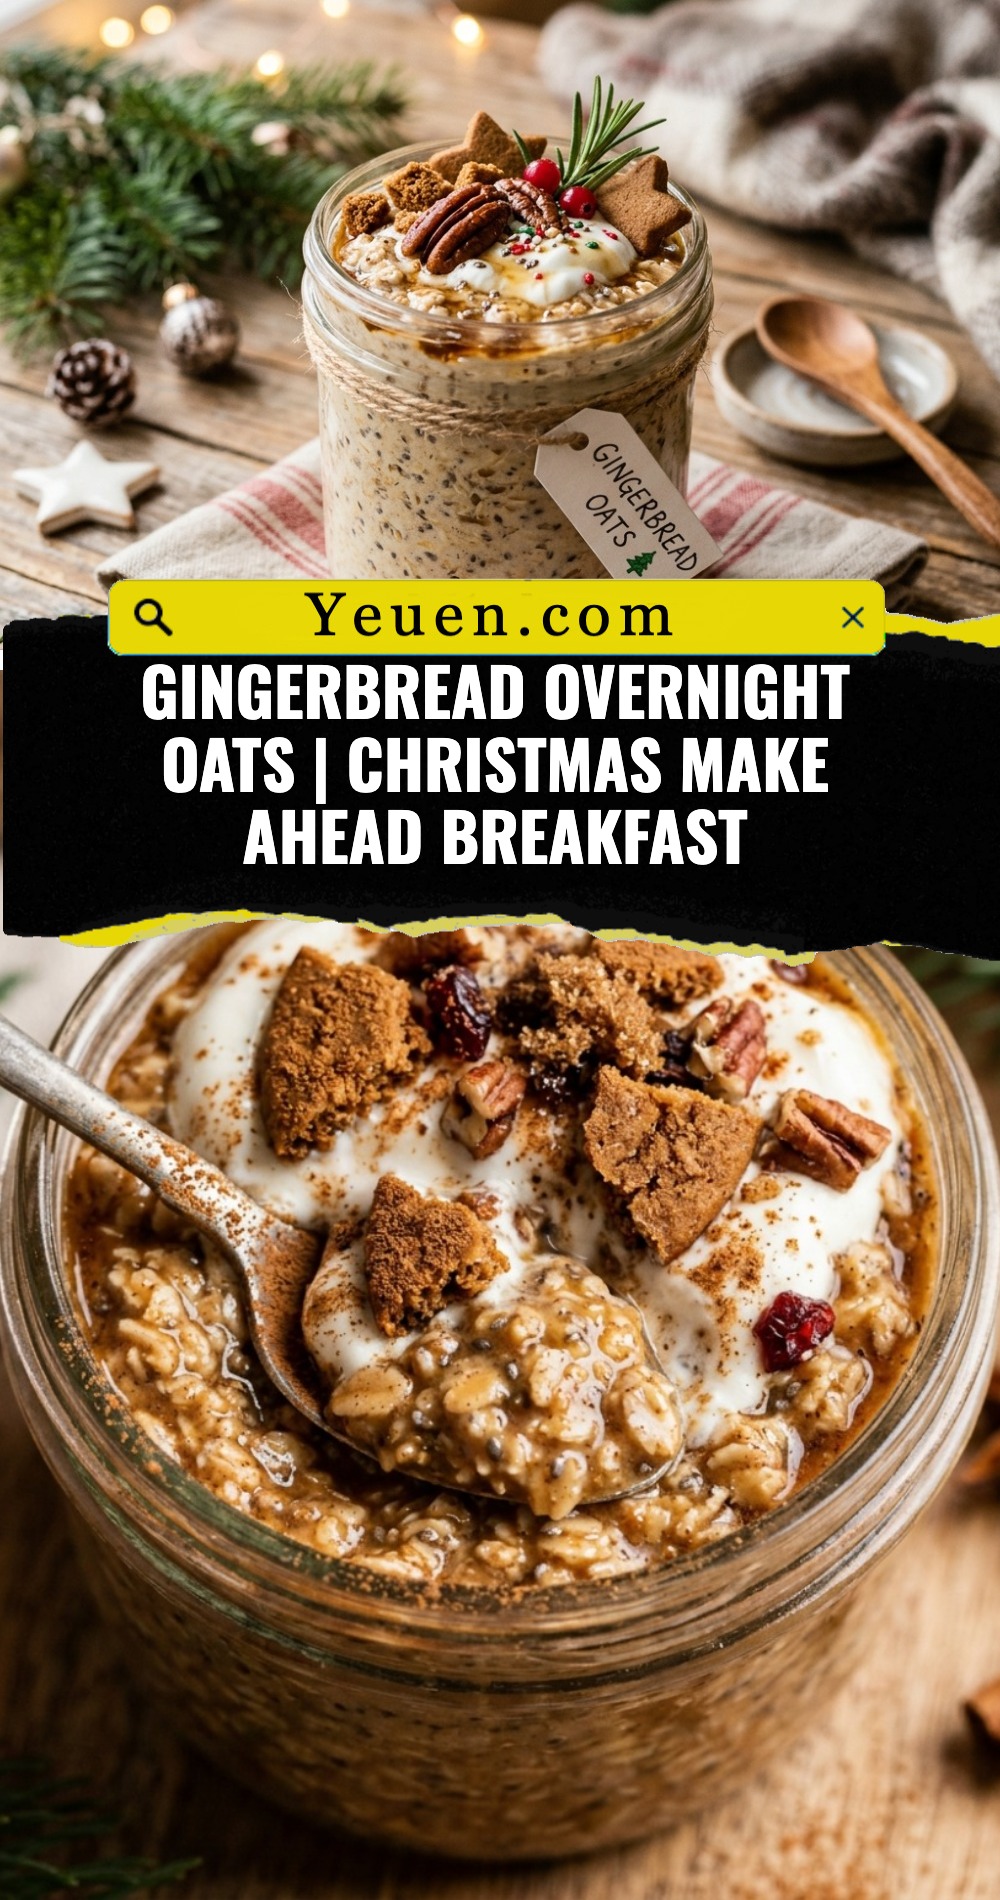 GINGERBREAD
OATS
Yeuen.com
GINGERBREAD OVERNIGHT
OATS | CHRISTMAS MAKE
AHEAD BREAKFAST